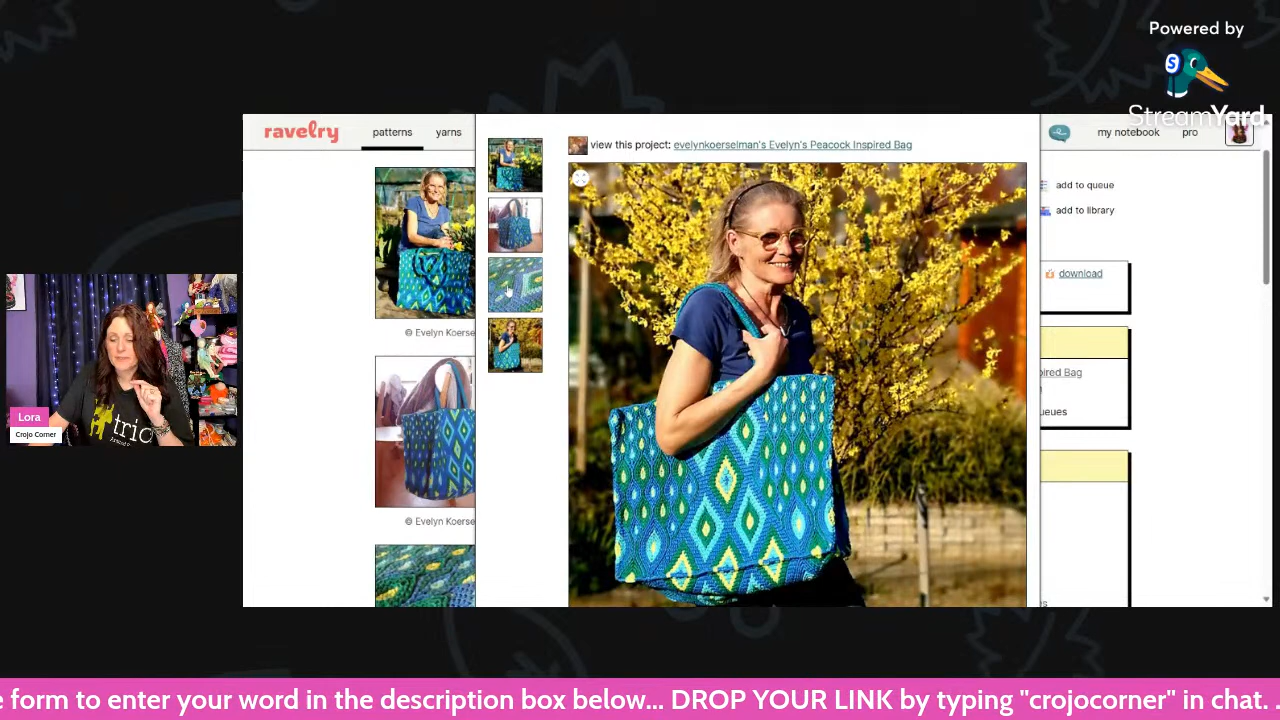 Powered by
StreamYard
ravelry
patterns
yarns
view this project: evelynkoerselman's Evelyn's Peacock Inspired Bag
my notebook
pro
add to queue
add to library
download
© Evelyn Koerse
ired Bag
ueues
© Evelyn Koerse
Lora
Crojo Corner
trio
e form to enter your word in the description box below... DROP YOUR LINK by typing "crojocorner" in chat. .